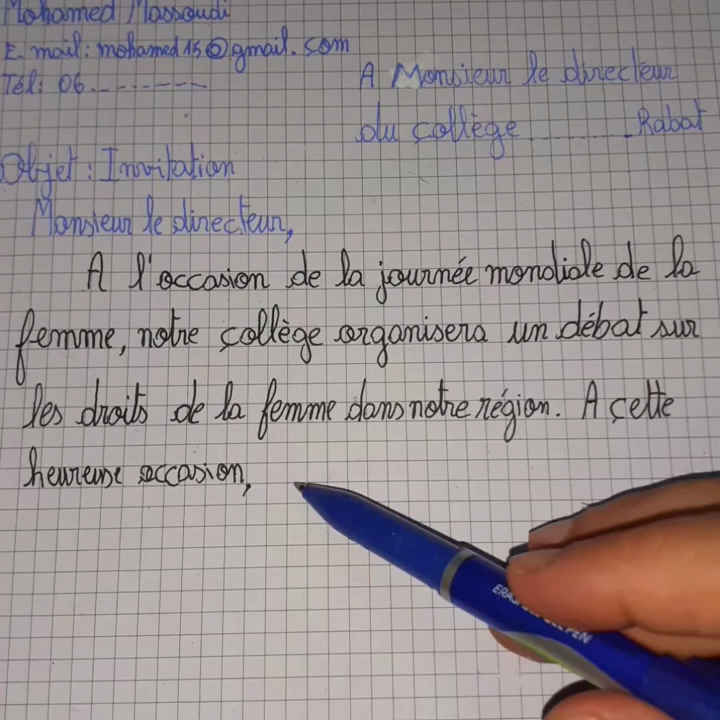 Mohamed Massoudi
E. mail: mohamed15@gmail.com
Tél: 06.--------
A Monsieur le directeur
du collège ............ Rabat
Objet : Invitation
Monsieur le directeur,
A l'occasion de la journée mondiale de la
femme, notre collège organisera un débat sur
les droits de la femme dans notre région. A cette
heureuse occasion,